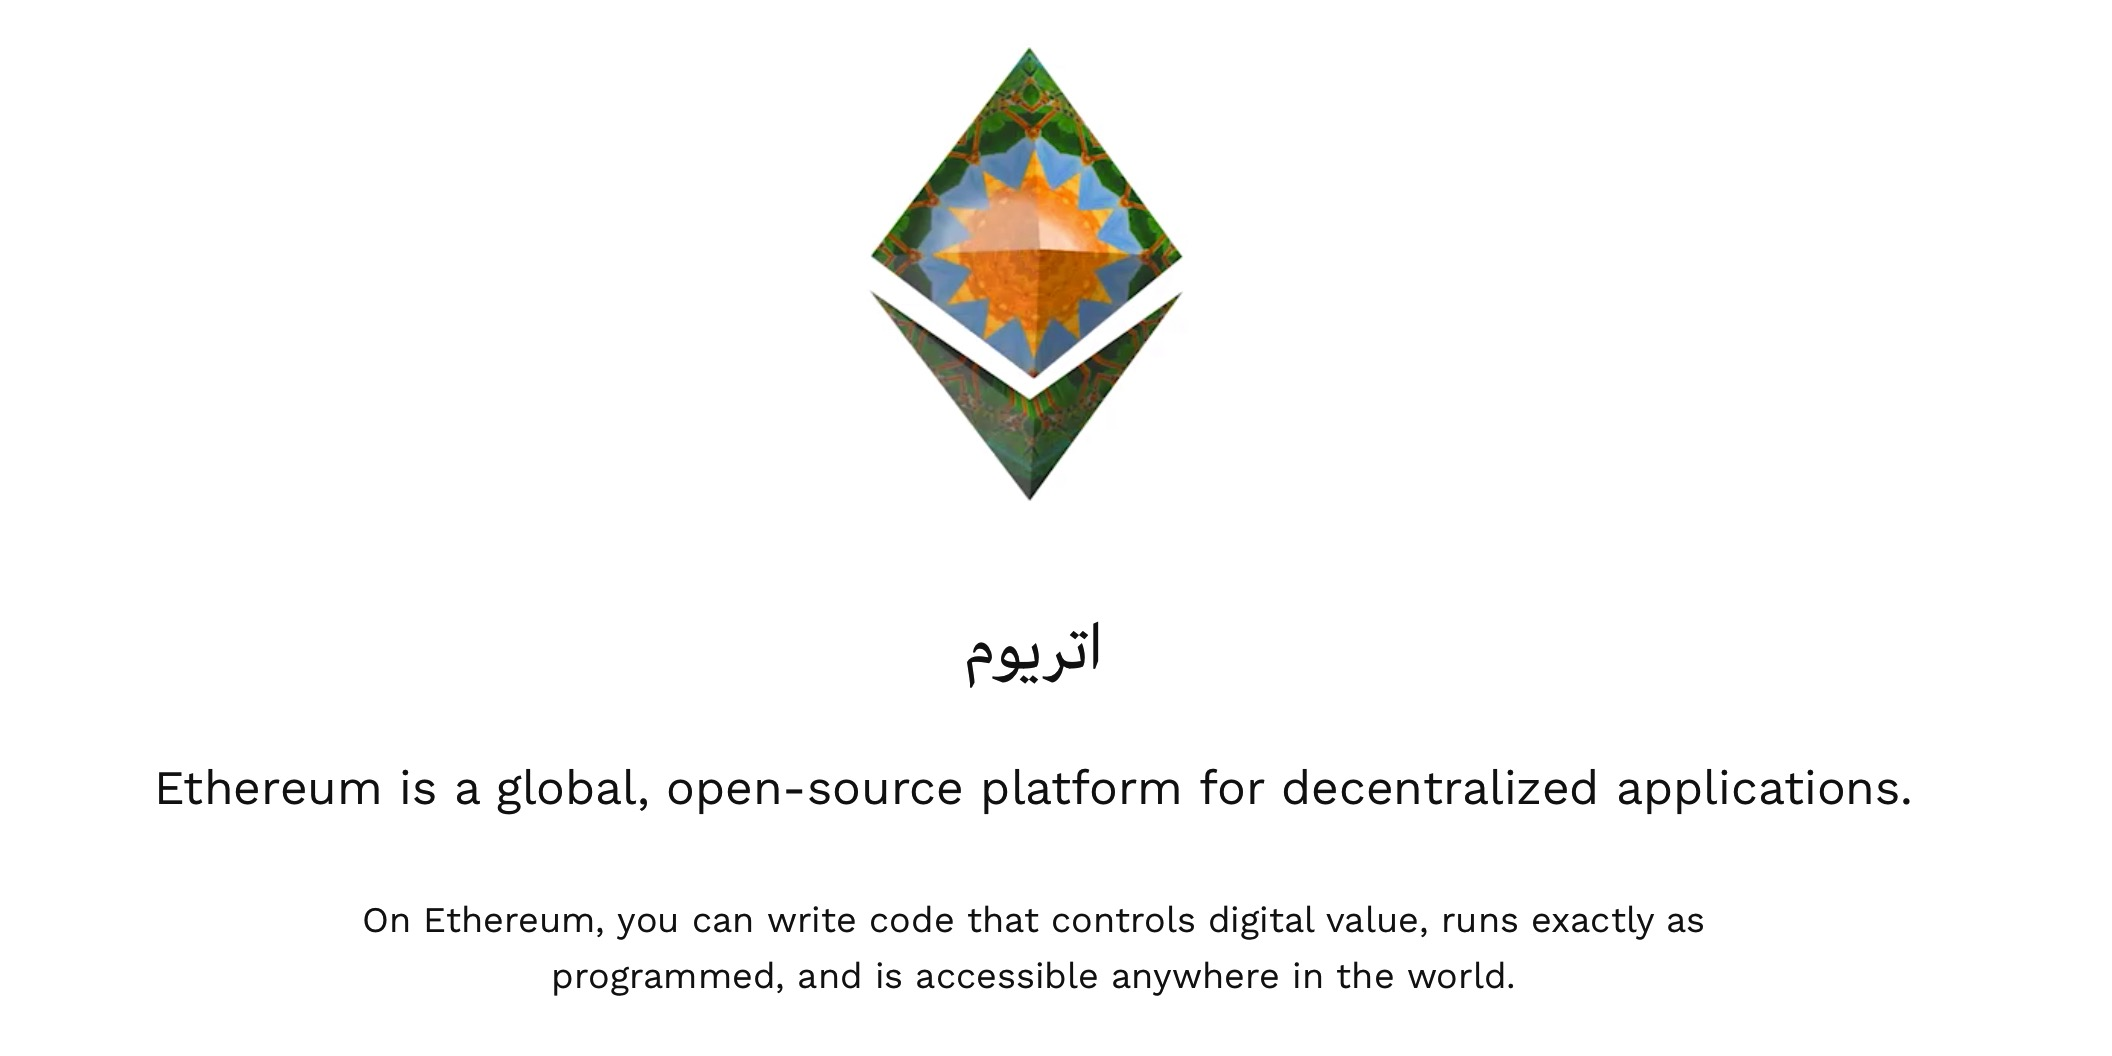 اتریوم
Ethereum is a global, open-source platform for decentralized applications.
On Ethereum, you can write code that controls digital value, runs exactly as
programmed, and is accessible anywhere in the world.